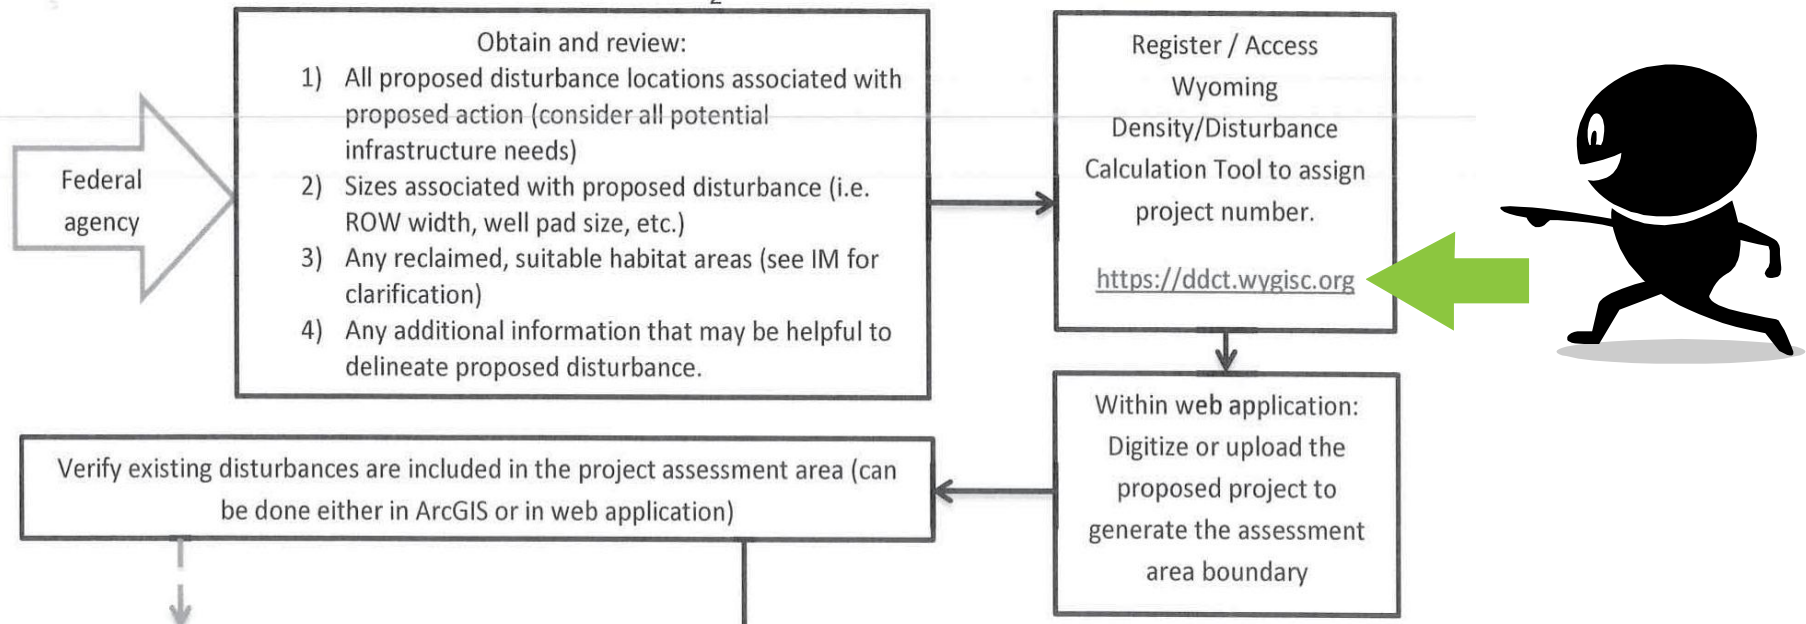 Obtain and review:
1) All proposed disturbance locations associated with
proposed action (consider all potential
infrastructure needs)
2) Sizes associated with proposed disturbance (i.e.
ROW width, well pad size, etc.)
3) Any reclaimed, suitable habitat areas (see IM for
clarification)
4) Any additional information that may be helpful to
delineate proposed disturbance.
Federal
agency
Register / Access
Wyoming
Density/Disturbance
Calculation Tool to assign
project number.
https://ddct.wygisc.org
Within web application:
Digitize or upload the
proposed project to
generate the assessment
area boundary
Verify existing disturbances are included in the project assessment area (can
be done either in ArcGIS or in web application)